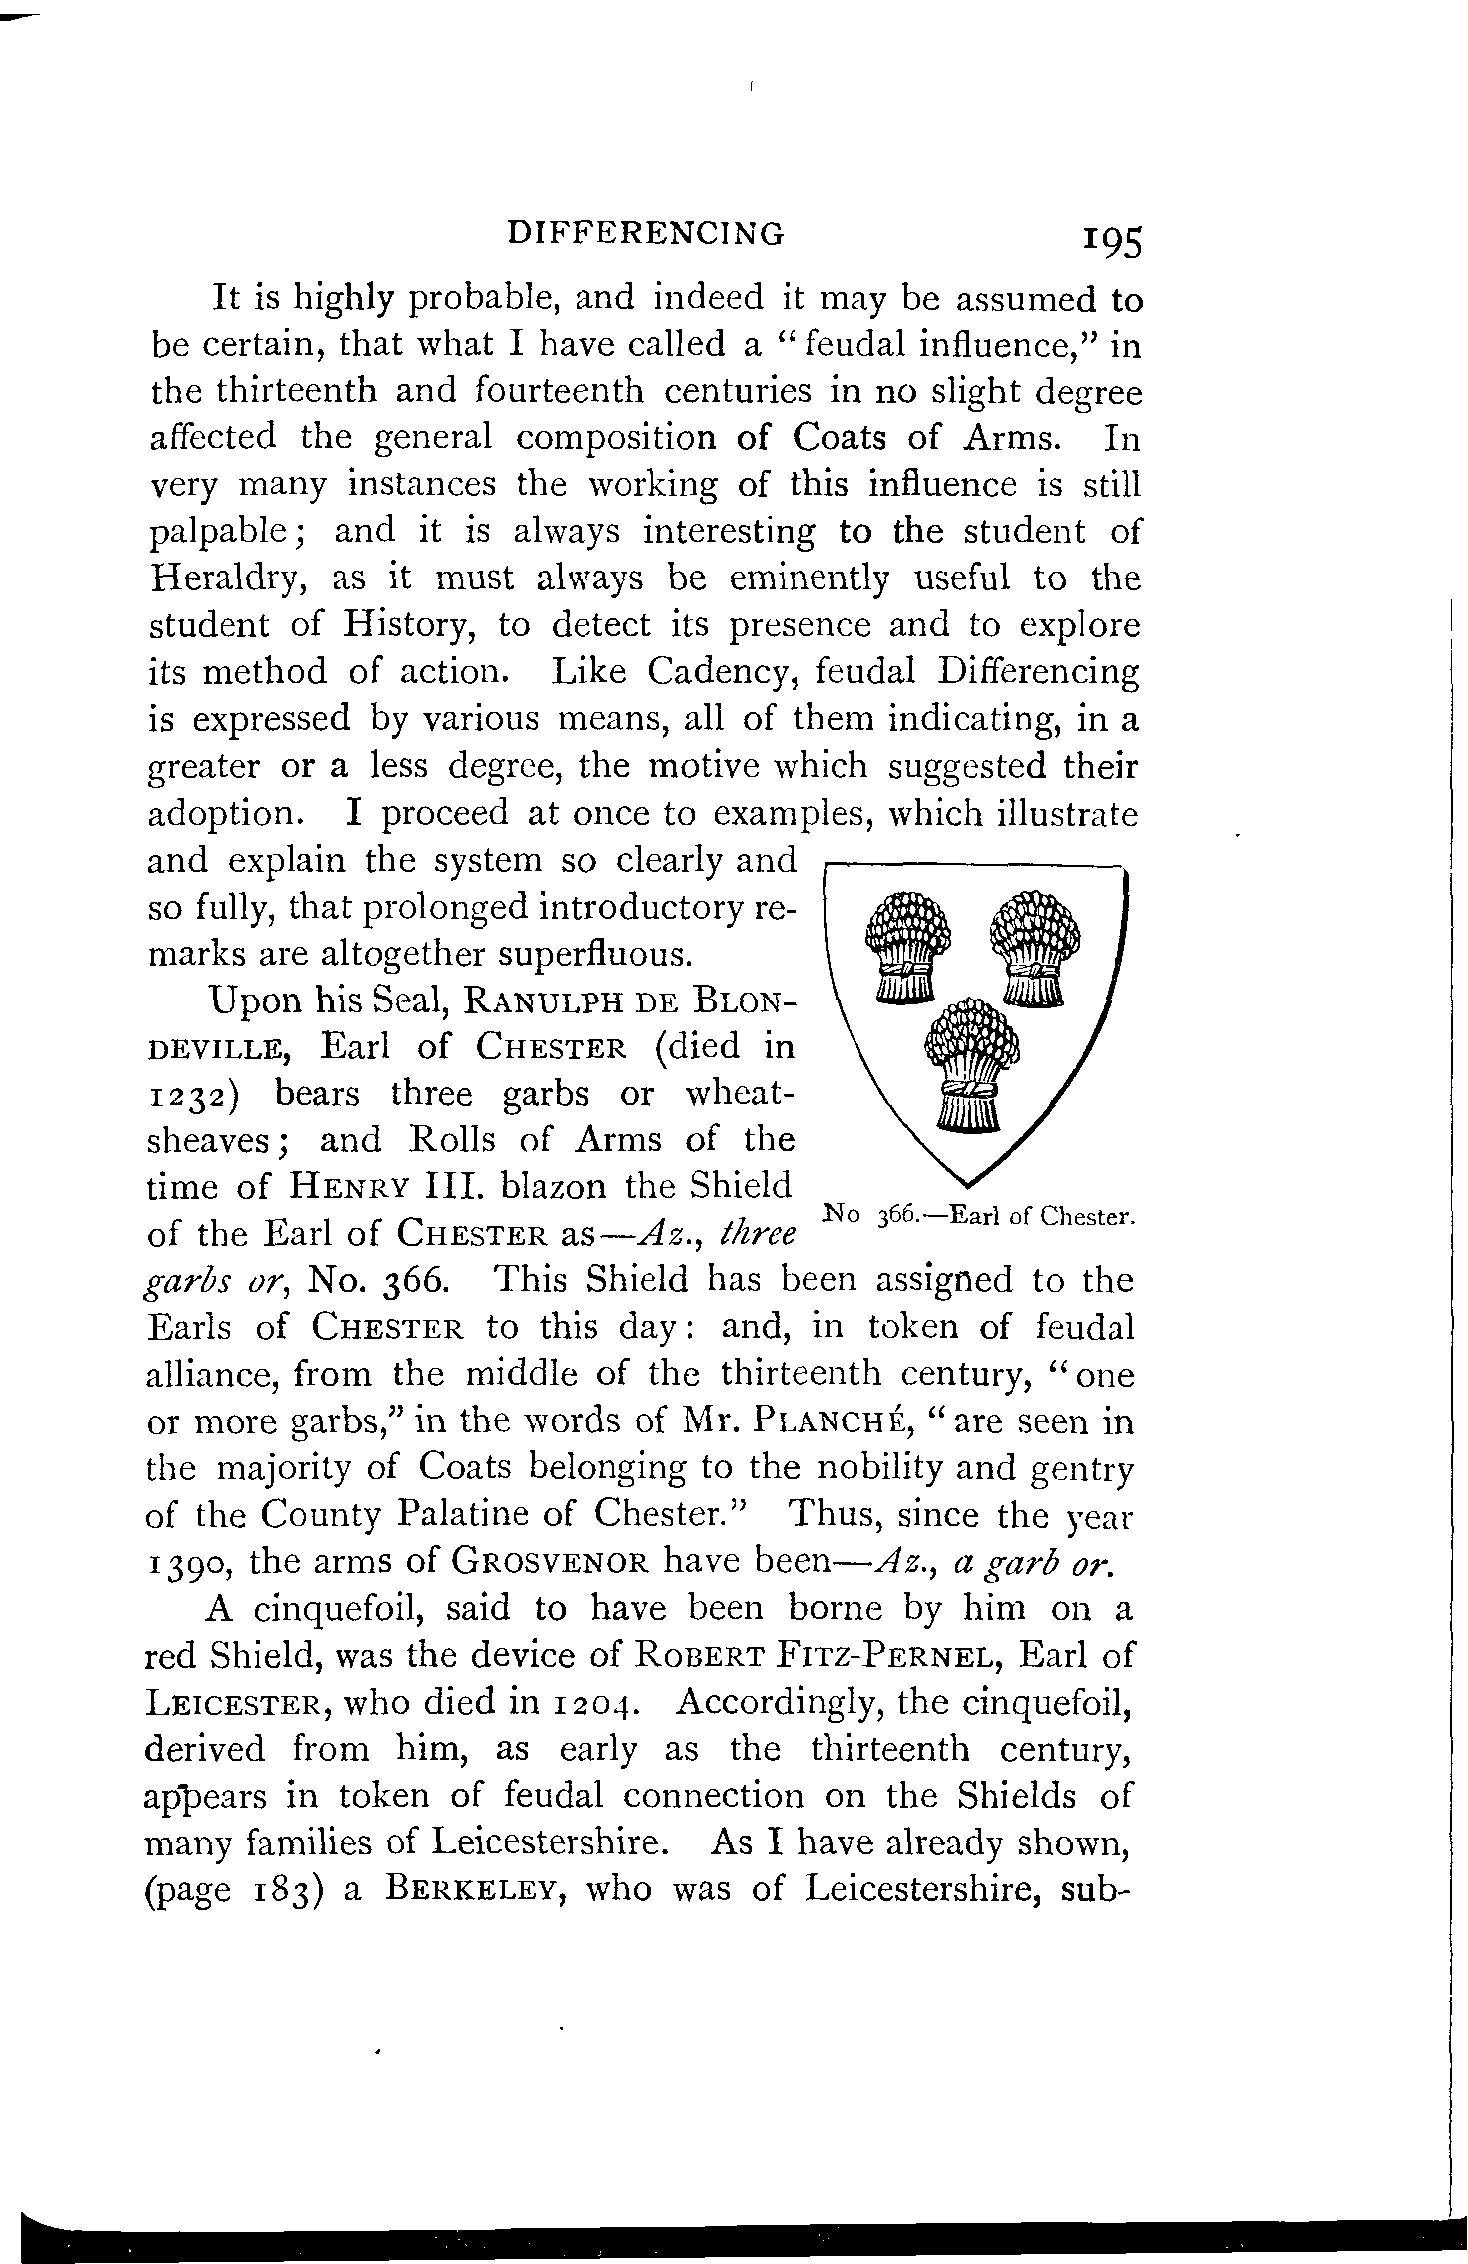 DIFFERENCING 195
It is highly probable, and indeed it may be assumed to
be certain, that what I have called a “feudal influence,” in
the thirteenth and fourteenth centuries in no slight degree
affected the general composition of Coats of Arms. In
very many instances the working of this influence is still
palpable; and it is always interesting to the student of
Heraldry, as it must always be eminently useful to the
student of History, to detect its presence and to explore
its method of action. Like Cadency, feudal Differencing
is expressed by various means, all of them indicating, in a
greater or a less degree, the motive which suggested their
adoption. I proceed at once to examples, which illustrate
and explain the system so clearly and
so fully, that prolonged introductory re-
marks are altogether superfluous.
Upon his Seal, RANULPH DE BLON-
DEVILLE, Earl of CHESTER (died in
1232) bears three garbs or wheat-
sheaves; and Rolls of Arms of the
time of HENRY III. blazon the Shield
of the Earl of CHESTER as—Az., three
No 366.—Earl of Chester.
garbs or, No. 366. This Shield has been assigned to the
Earls of CHESTER to this day: and, in token of feudal
alliance, from the middle of the thirteenth century, “one
or more garbs,” in the words of Mr. PLANCHÉ, “are seen in
the majority of Coats belonging to the nobility and gentry
of the County Palatine of Chester.” Thus, since the year
1390, the arms of GROSVENOR have been—Az., a garb or.
A cinquefoil, said to have been borne by him on a
red Shield, was the device of ROBERT FITZ-PERNEL, Earl of
LEICESTER, who died in 1204. Accordingly, the cinquefoil,
derived from him, as early as the thirteenth century,
appears in token of feudal connection on the Shields of
many families of Leicestershire. As I have already shown,
(page 183) a BERKELEY, who was of Leicestershire, sub-